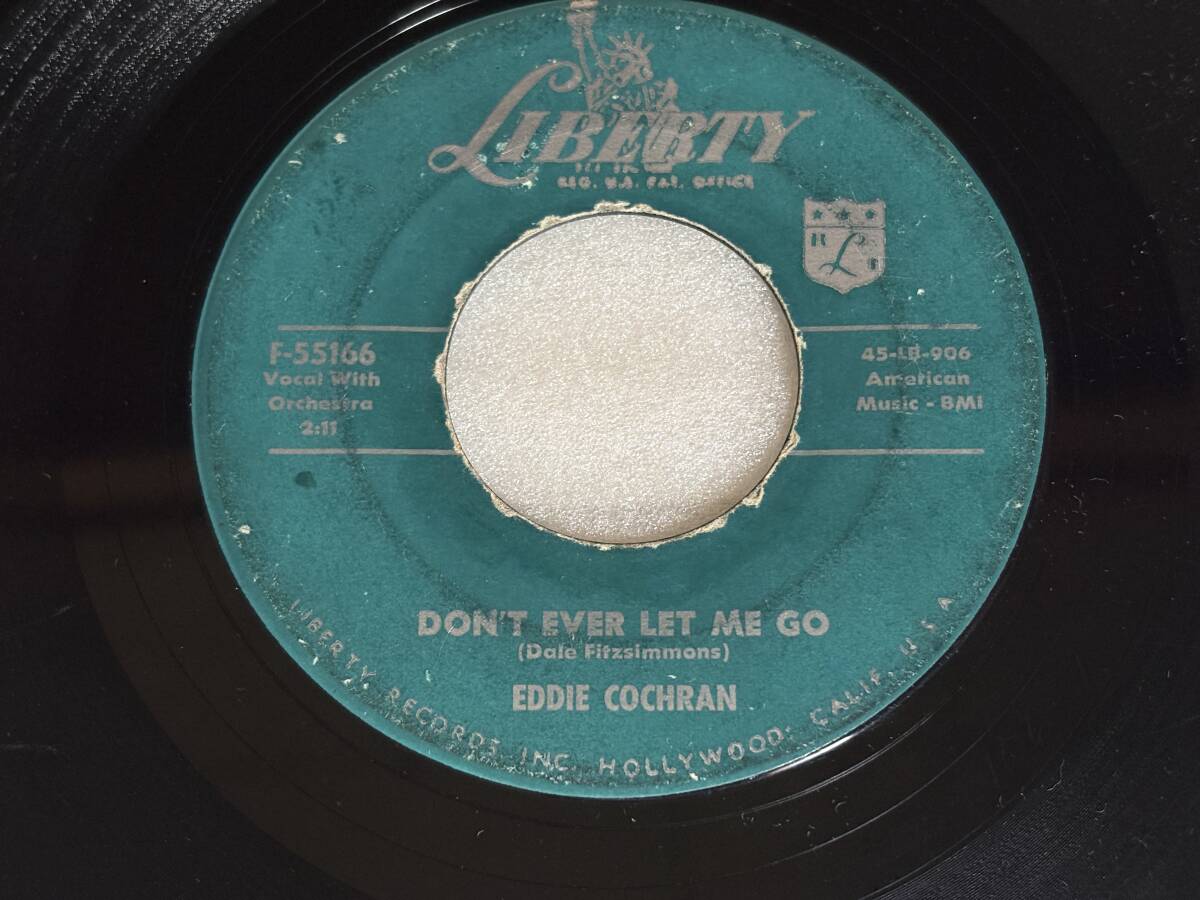 LIBERTY
REG. U.S. PAT. OFFICE
L
F-55166
Vocal With
Orchestra
2:11
45-LB-906
American
Music - BMI
DON'T EVER LET ME GO
(Dale Fitzsimmons)
EDDIE COCHRAN
LIBERTY RECORDS INC. HOLLYWOOD, CALIF. U.S.A